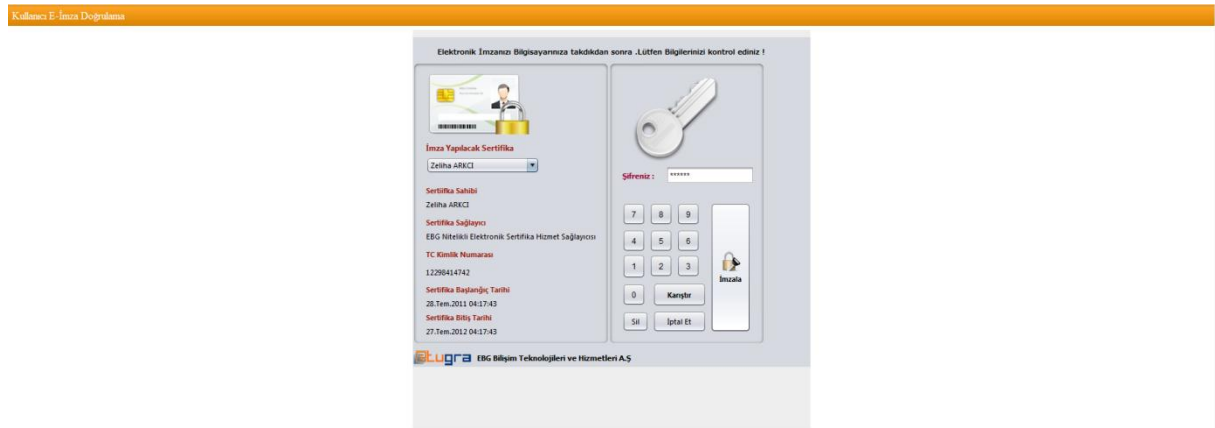 Kullanıcı E-İmza Doğrulama
Elektronik İmzanızı Bilgisayarınıza takdıkdan sonra .Lütfen Bilgilerinizi kontrol ediniz !
İmza Yapılacak Sertifika
Zeliha ARKCI
Sertiifka Sahibi
Zeliha ARKCI
Sertifika Sağlayıcı
EBG Nitelikli Elektronik Sertifika Hizmet Sağlayıcısı
TC Kimlik Numarası
12298414742
Sertifika Başlangıç Tarihi
28.Tem.2011 04:17:43
Sertifika Bitiş Tarihi
27.Tem.2012 04:17:43
Şifreniz : ******
7 8 9
4 5 6
1 2 3
İmzala
0 Karıştır
Sil İptal Et
etugra EBG Bilişim Teknolojileri ve Hizmetleri A.Ş